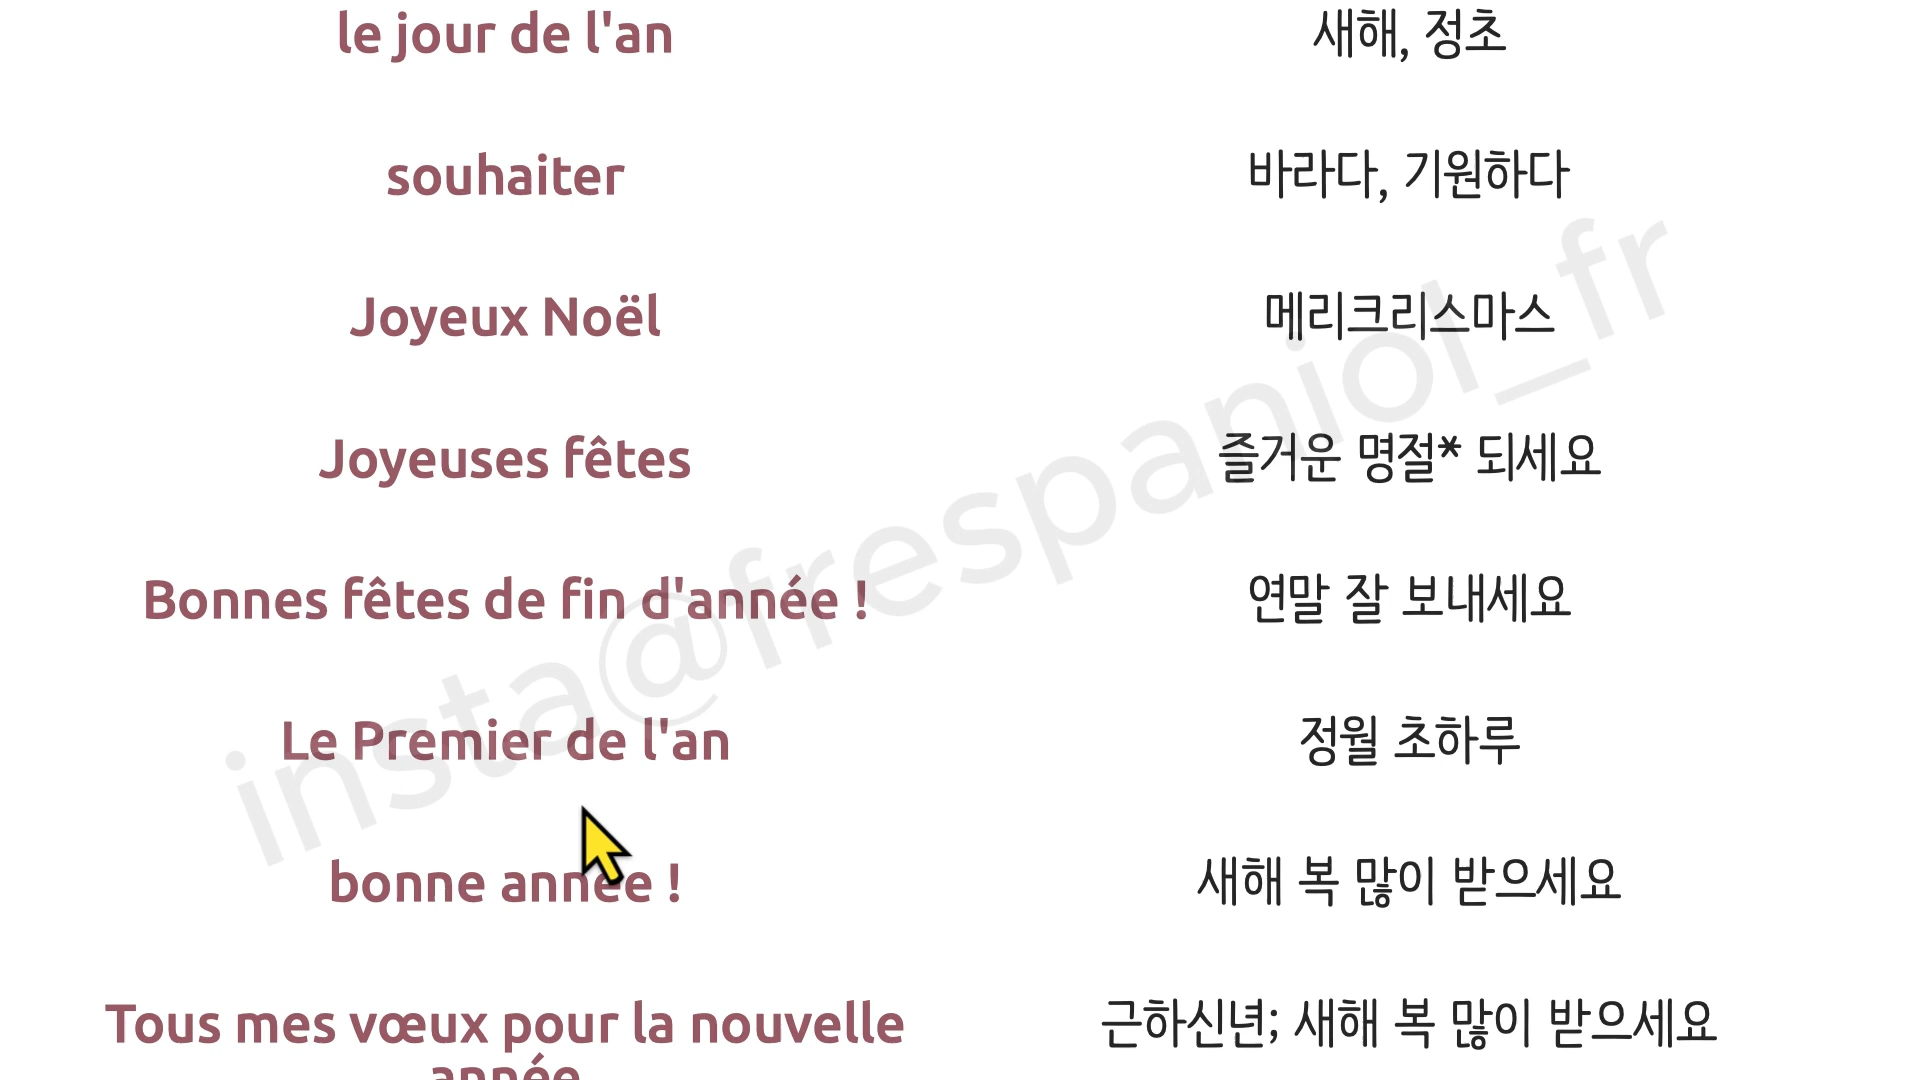 le jour de l'an 새해, 정초
souhaiter 바라다, 기원하다
Joyeux Noël 메리크리스마스
Joyeuses fêtes 즐거운 명절* 되세요
Bonnes fêtes de fin d'année ! 연말 잘 보내세요
Le Premier de l'an 정월 초하루
bonne année ! 새해 복 많이 받으세요
Tous mes vœux pour la nouvelle 근하신년; 새해 복 많이 받으세요
année
insta@frespaniol_fr